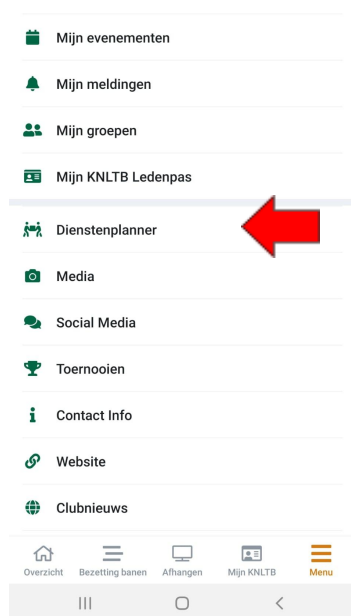 Mijn evenementen
Mijn meldingen
Mijn groepen
Mijn KNLTB Ledenpas
Dienstenplanner
Media
Social Media
Toernooien
Contact Info
Website
Clubnieuws
Overzicht Bezetting banen Afhangen Mijn KNLTB Menu